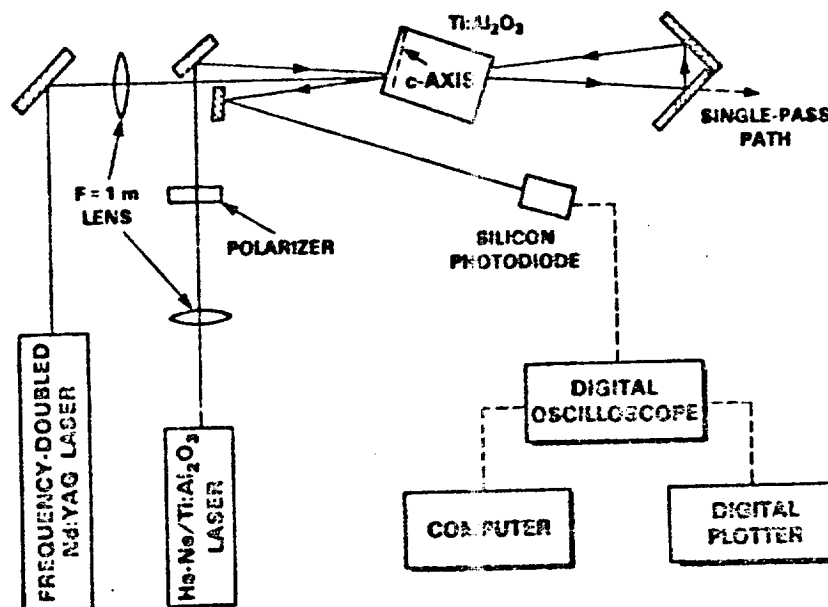 Ti:Al₂O₃
c-AXIS
SINGLE-PASS
PATH
F = 1 m
LENS
POLARIZER
SILICON
PHOTODIODE
FREQUENCY-DOUBLED
Nd:YAG LASER
He-Ne/Ti:Al₂O₃
LASER
DIGITAL
OSCILLOSCOPE
COMPUTER
DIGITAL
PLOTTER